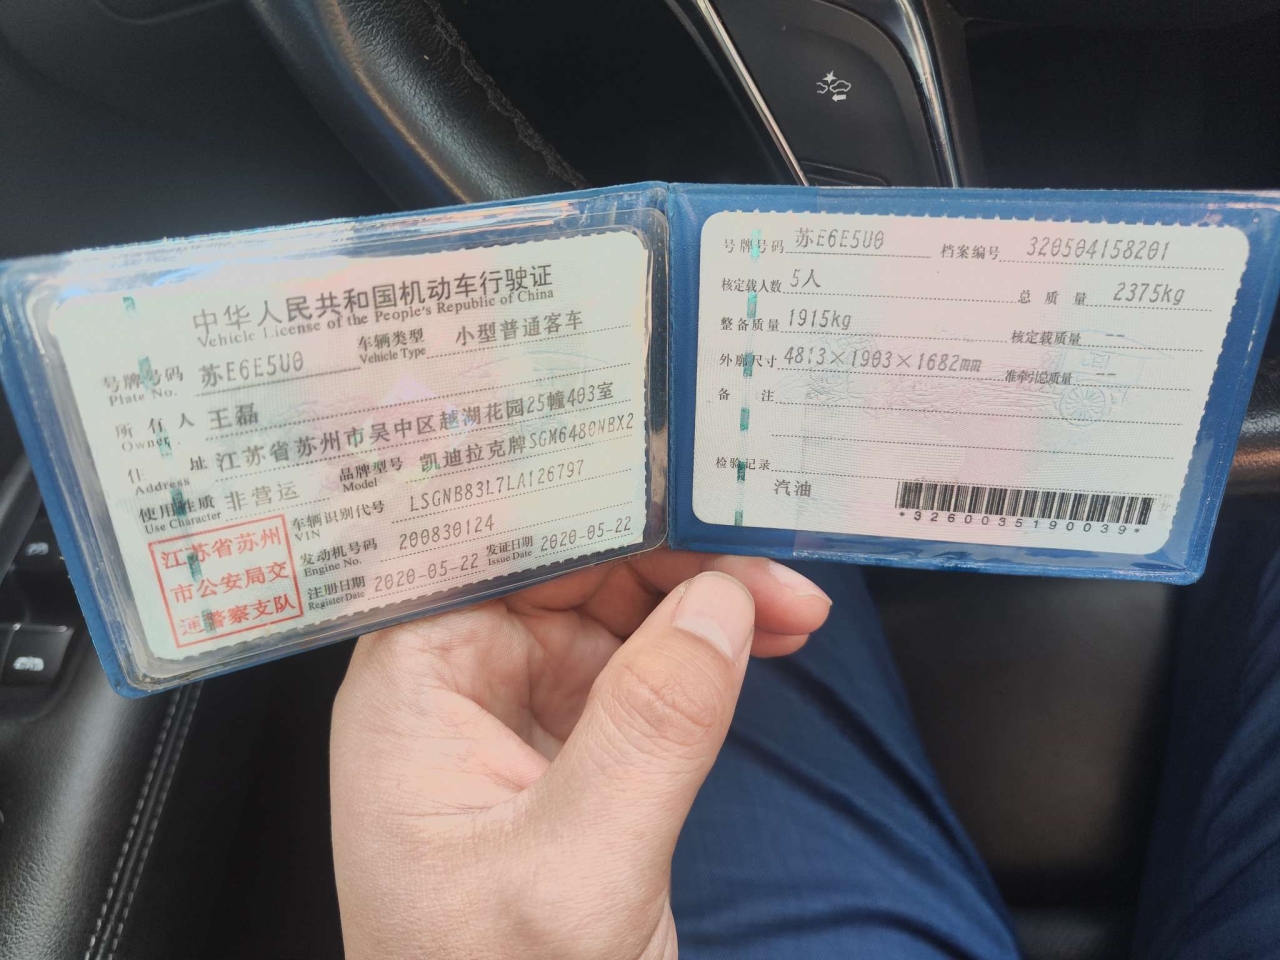 中华人民共和国机动车行驶证
Vehicle License of the People's Republic of China
号牌号码 苏E6E5U0 车辆类型 小型普通客车
Plate No. Vehicle Type
所有人 王磊
Owner
住址 江苏省苏州市吴中区越湖花园25幢403室
Address
使用性质 非营运 品牌型号 凯迪拉克牌SGM6480NBX2
Use Character Model
江苏省苏州
市公安局交
通警察支队
车辆识别代号 LSGNB83L7LA126797
VIN
发动机号码 200830124
Engine No.
注册日期 2020-05-22 发证日期 2020-05-22
Register Date Issue Date
号牌号码 苏E6E5U0 档案编号 320504158201
核定载人数 5人 总质量 2375kg
整备质量 1915kg 核定载质量 --
外廓尺寸 4813×1903×1682mm 准牵引总质量 --
备注
检验记录
汽油
*3260035190039*